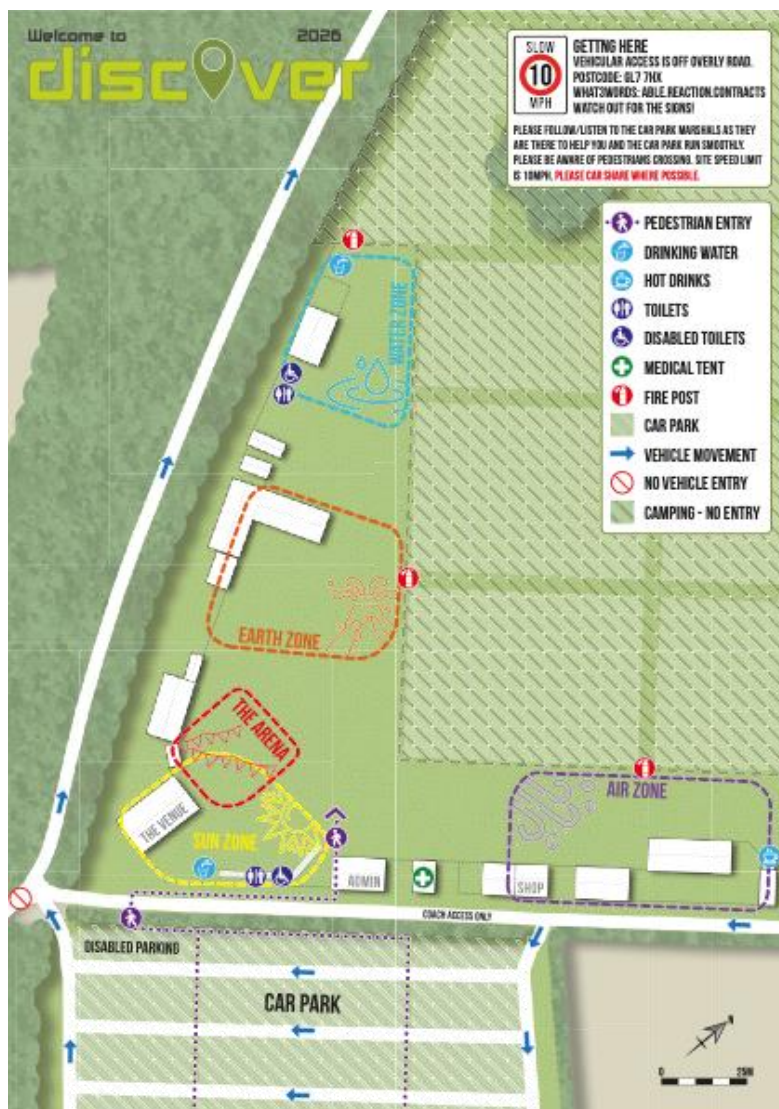 Welcome to 2026
discover
SLOW
10
MPH
GETTNG HERE
VEHICULAR ACCESS IS OFF OVERLY ROAD.
POSTCODE: GL7 7HX
WHAT3WORDS: ABLE.REACTION.CONTRACTS
WATCH OUT FOR THE SIGNS!
PLEASE FOLLOW/LISTEN TO THE CAR PARK MARSHALS AS THEY
ARE THERE TO HELP YOU AND THE CAR PARK RUN SMOOTHLY.
PLEASE BE AWARE OF PEDESTRIANS CROSSING. SITE SPEED LIMIT
IS 10MPH. PLEASE CAR SHARE WHERE POSSIBLE.
PEDESTRIAN ENTRY
DRINKING WATER
HOT DRINKS
TOILETS
DISABLED TOILETS
MEDICAL TENT
FIRE POST
CAR PARK
VEHICLE MOVEMENT
NO VEHICLE ENTRY
CAMPING - NO ENTRY
WATER ZONE
EARTH ZONE
THE ARENA
THE VENUE
SUN ZONE
AIR ZONE
ADMIN
SHOP
COACH ACCESS ONLY
DISABLED PARKING
CAR PARK
N
0 25M